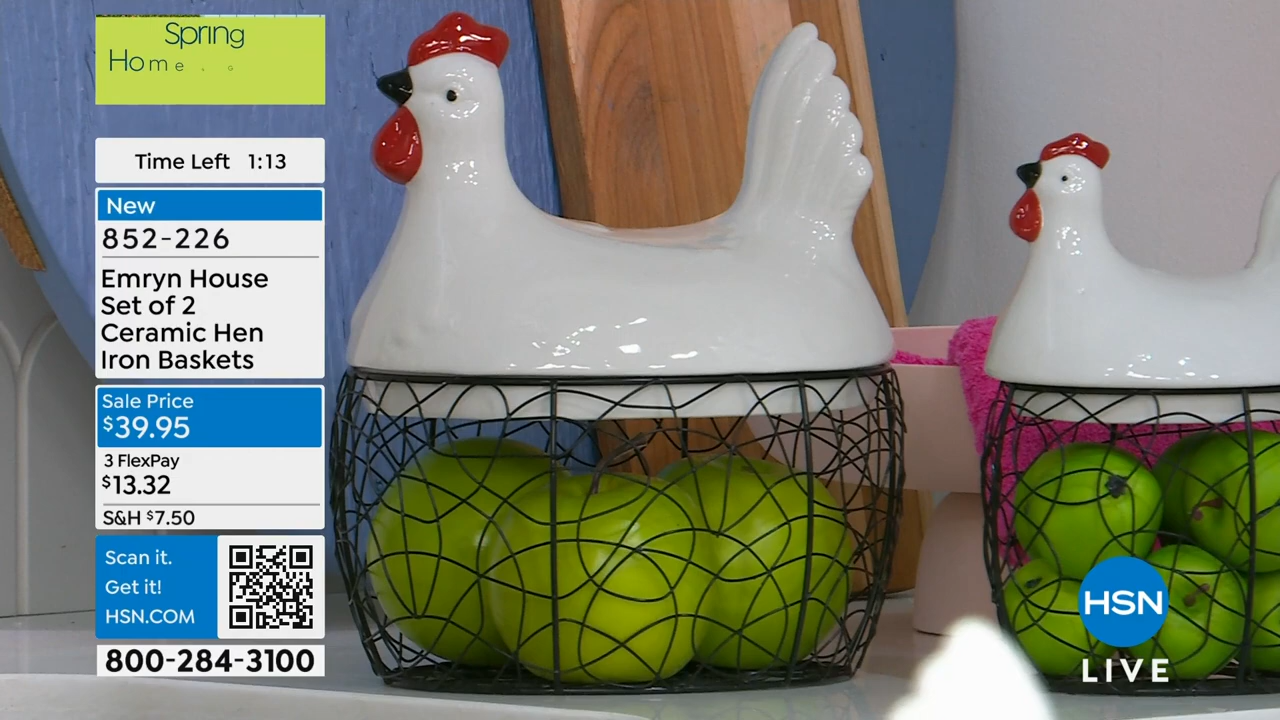 Spring
Home
Time Left 1:13
New
852-226
Emryn House
Set of 2
Ceramic Hen
Iron Baskets
Sale Price
$39.95
3 FlexPay
$13.32
S&H $7.50
Scan it.
Get it!
HSN.COM
800-284-3100
HSN
LIVE